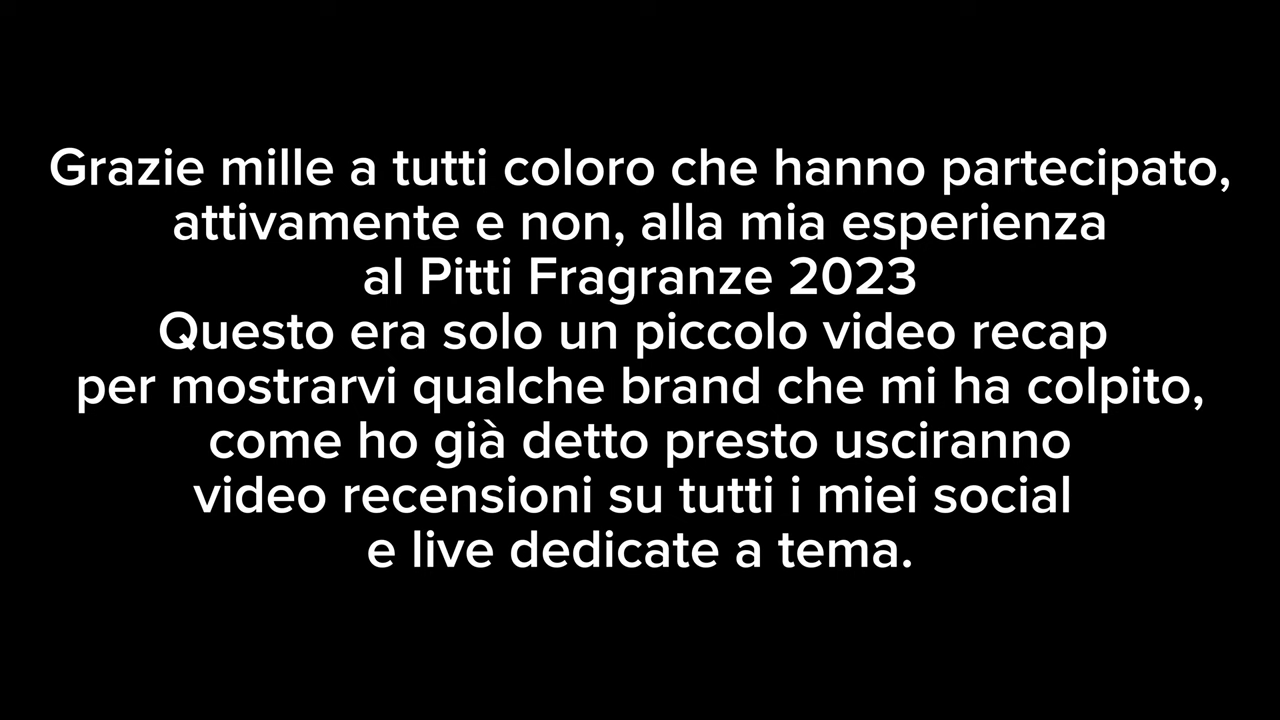 Grazie mille a tutti coloro che hanno partecipato,
attivamente e non, alla mia esperienza
al Pitti Fragranze 2023
Questo era solo un piccolo video recap
per mostrarvi qualche brand che mi ha colpito,
come ho già detto presto usciranno
video recensioni su tutti i miei social
e live dedicate a tema.